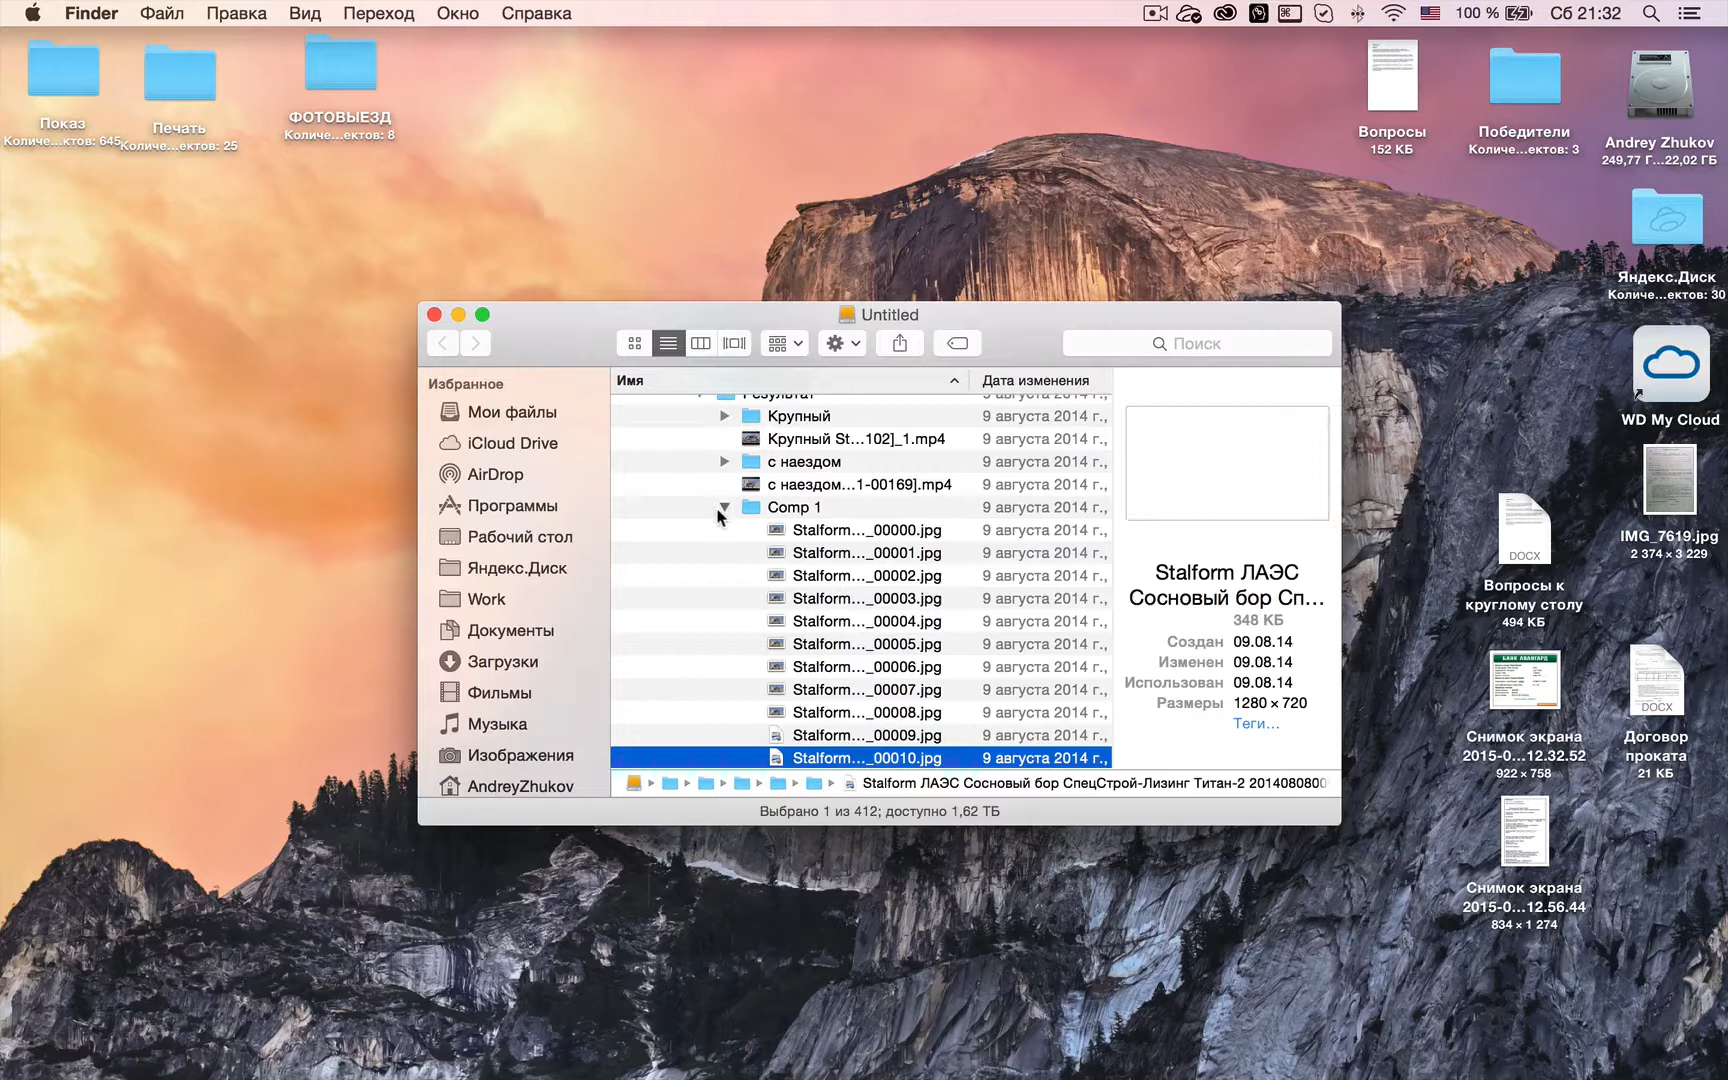 Finder Файл Правка Вид Переход Окно Справка 100 % Сб 21:32
Показ
Количе...ктов: 645
Печать
Количе...ектов: 25
ФОТОВЫЕЗД
Количе...ектов: 8
Вопросы
152 КБ
Победители
Количе...ектов: 3
Andrey Zhukov
249,77 Г...22,02 ГБ
Яндекс.Диск
Количе...ектов: 30
WD My Cloud
IMG_7619.jpg
2 374 × 3 229
DOCX
Вопросы к
круглому столу
494 КБ
БАНК АВАНГАРД
Снимок экрана
2015-0...12.32.52
922 × 758
DOCX
Договор
проката
21 КБ
Снимок экрана
2015-0...12.56.44
834 × 1 274
Untitled
Поиск
Избранное
Мои файлы
iCloud Drive
AirDrop
Программы
Рабочий стол
Яндекс.Диск
Work
Документы
Загрузки
Фильмы
Музыка
Изображения
AndreyZhukov
Имя Дата изменения
Результат 9 августа 2014 г.,
Крупный 9 августа 2014 г.,
Крупный St...102]_1.mp4 9 августа 2014 г.,
с наездом 9 августа 2014 г.,
с наездом...1-00169].mp4 9 августа 2014 г.,
Comp 1 9 августа 2014 г.,
Stalform..._00000.jpg 9 августа 2014 г.,
Stalform..._00001.jpg 9 августа 2014 г.,
Stalform..._00002.jpg 9 августа 2014 г.,
Stalform..._00003.jpg 9 августа 2014 г.,
Stalform..._00004.jpg 9 августа 2014 г.,
Stalform..._00005.jpg 9 августа 2014 г.,
Stalform..._00006.jpg 9 августа 2014 г.,
Stalform..._00007.jpg 9 августа 2014 г.,
Stalform..._00008.jpg 9 августа 2014 г.,
Stalform..._00009.jpg 9 августа 2014 г.,
Stalform..._00010.jpg 9 августа 2014 г.,
Stalform ЛАЭС
Сосновый бор Сп...
348 КБ
Создан 09.08.14
Изменен 09.08.14
Использован 09.08.14
Размеры 1280 × 720
Теги...
Stalform ЛАЭС Сосновый бор СпецСтрой-Лизинг Титан-2 2014080800
Выбрано 1 из 412; доступно 1,62 ТБ